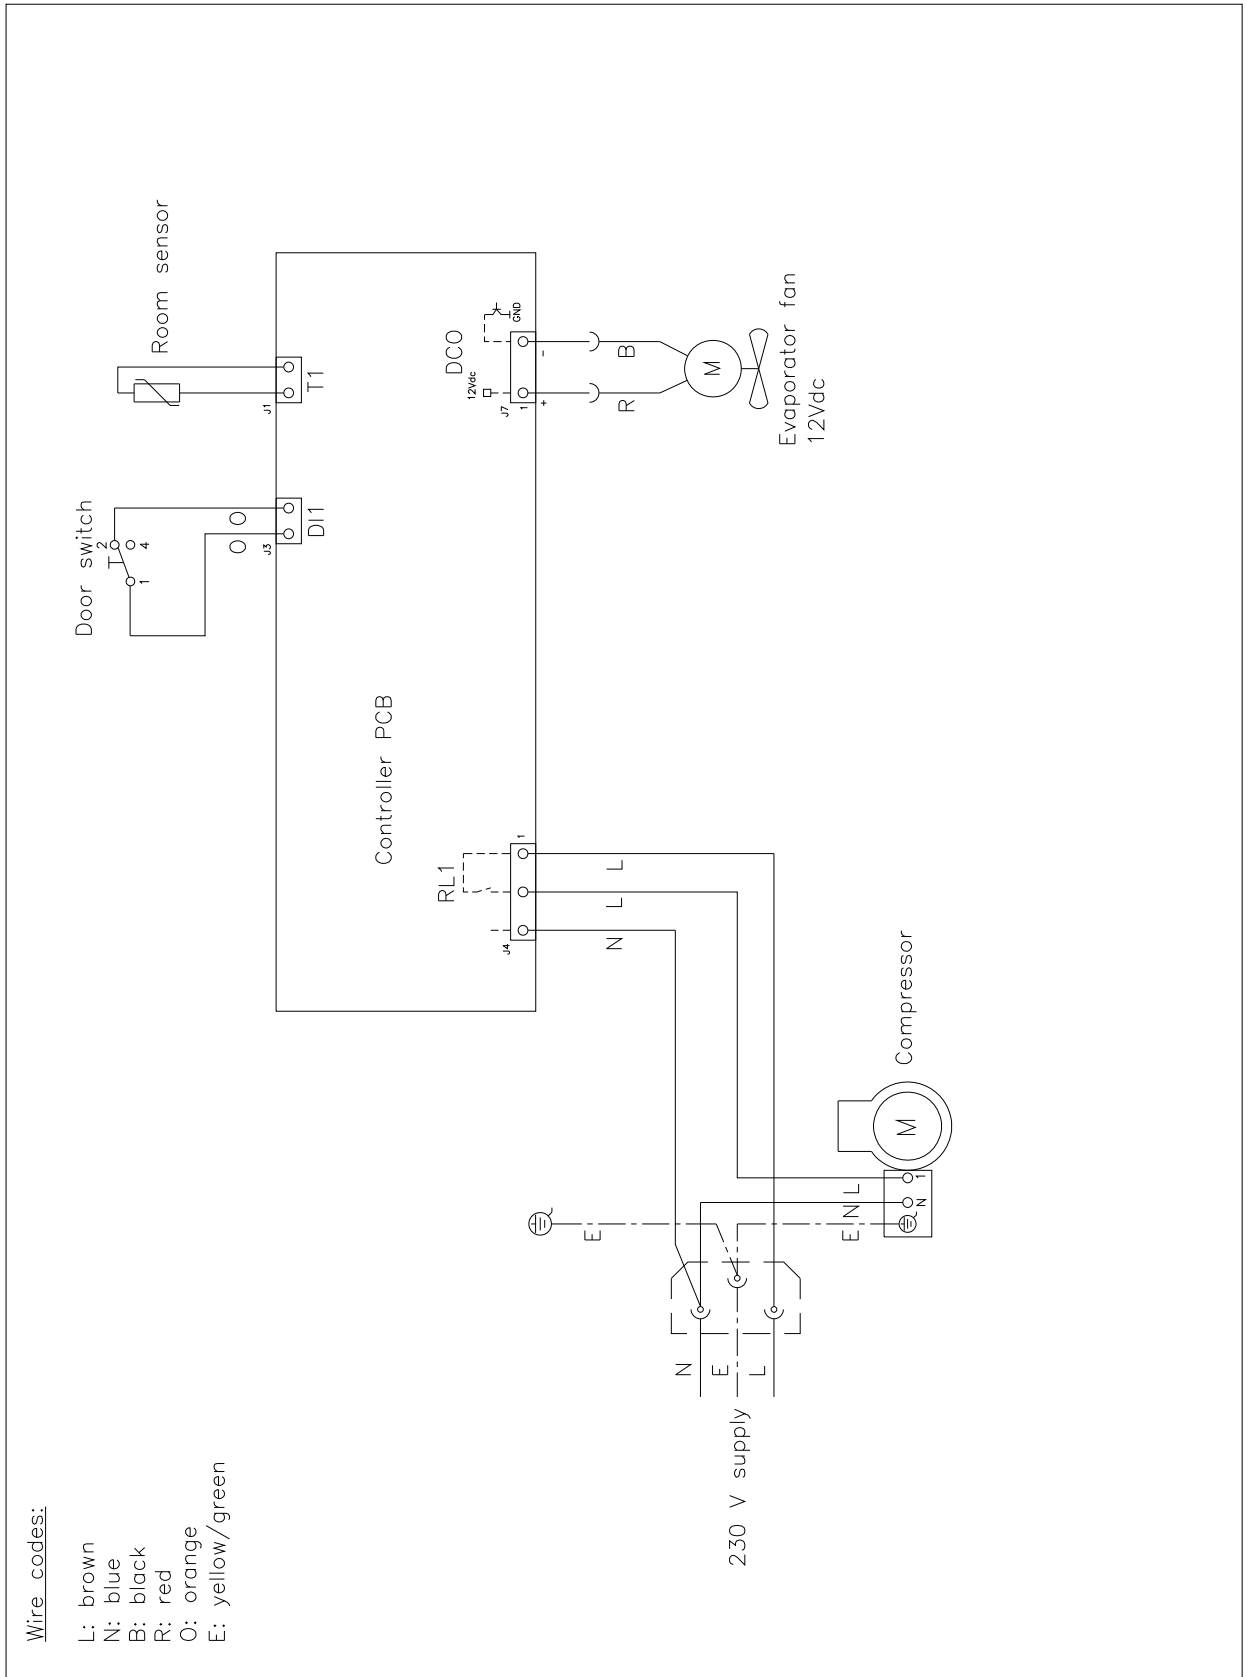 Wire codes:
L: brown
N: blue
B: black
R: red
O: orange
E: yellow/green
Door switch
1
2
4
Room sensor
O O
J3
DI1
J1
T1
Controller PCB
RL1
J4
1
DCO
12Vdc
GND
J7
1
+
-
N L L
R B
M
Evaporator fan
12Vdc
E
230 V supply
N
E
L
E N L
N 1
M
Compressor